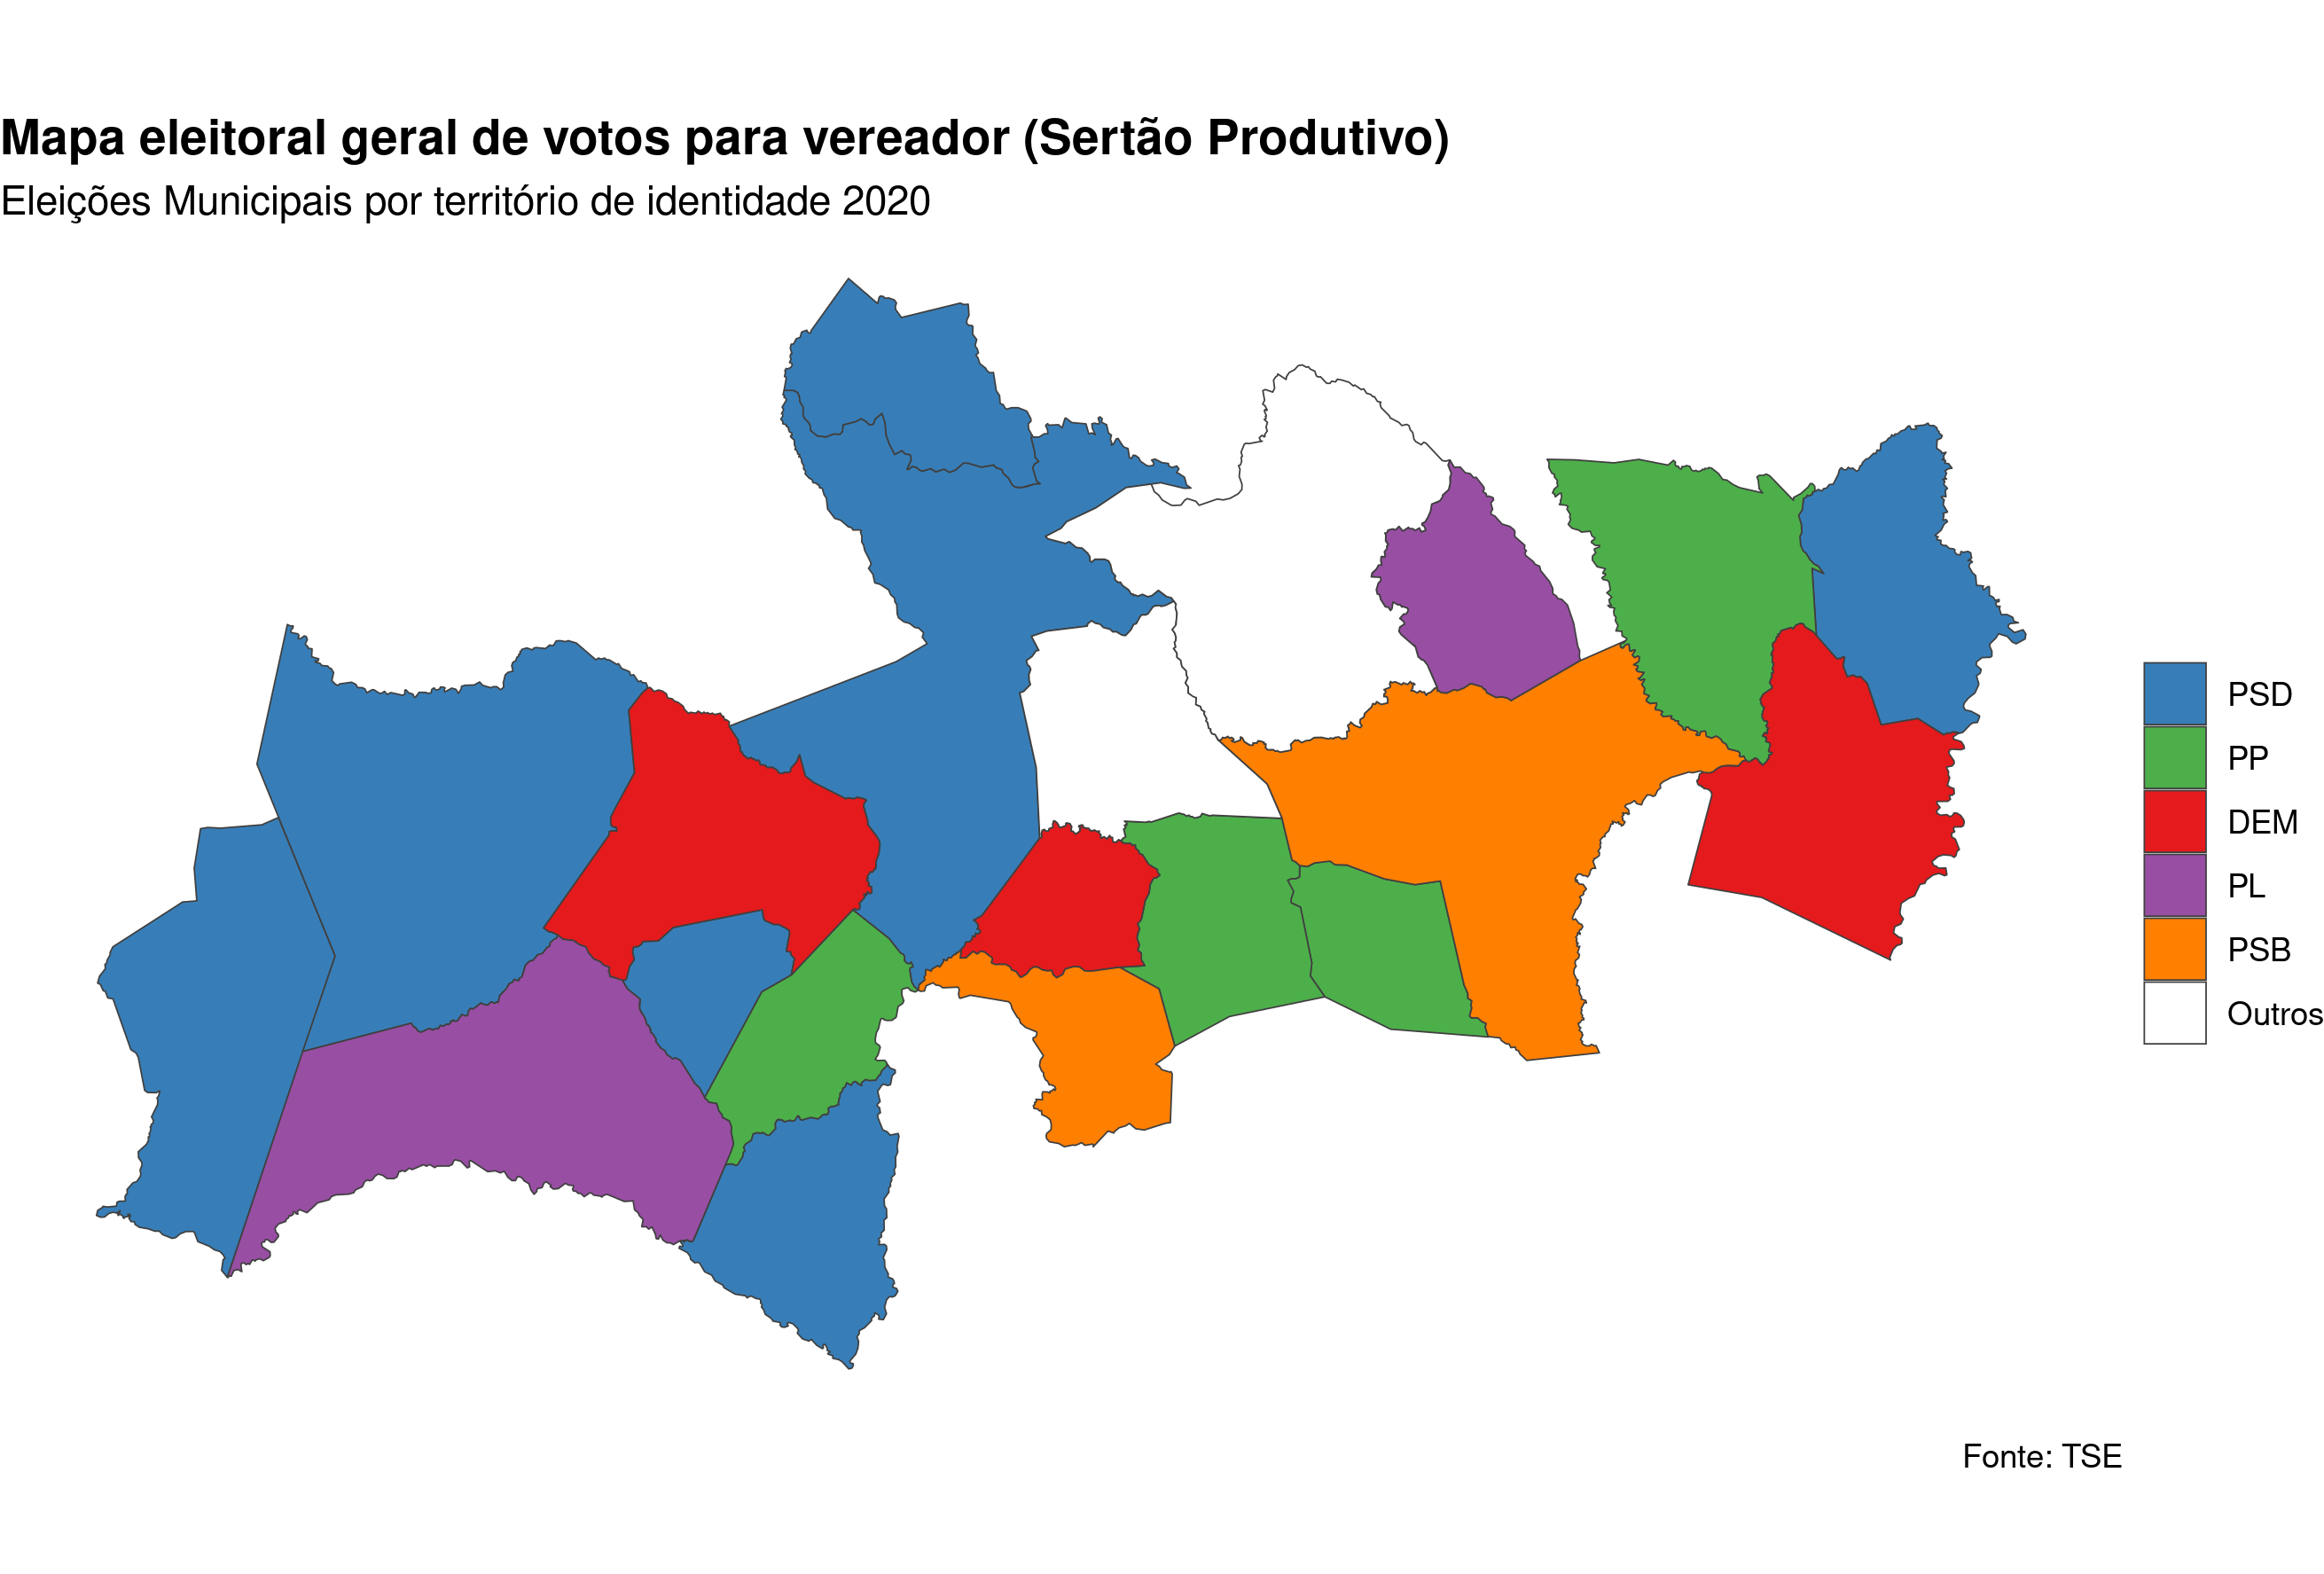 Mapa eleitoral geral de votos para vereador (Sertão Produtivo)
Eleições Municipais por território de identidade 2020
PSD
PP
DEM
PL
PSB
Outros
Fonte: TSE